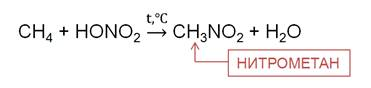 t,°C
CH₄ + HONO₂ → CH₃NO₂ + H₂O
НИТРОМЕТАН